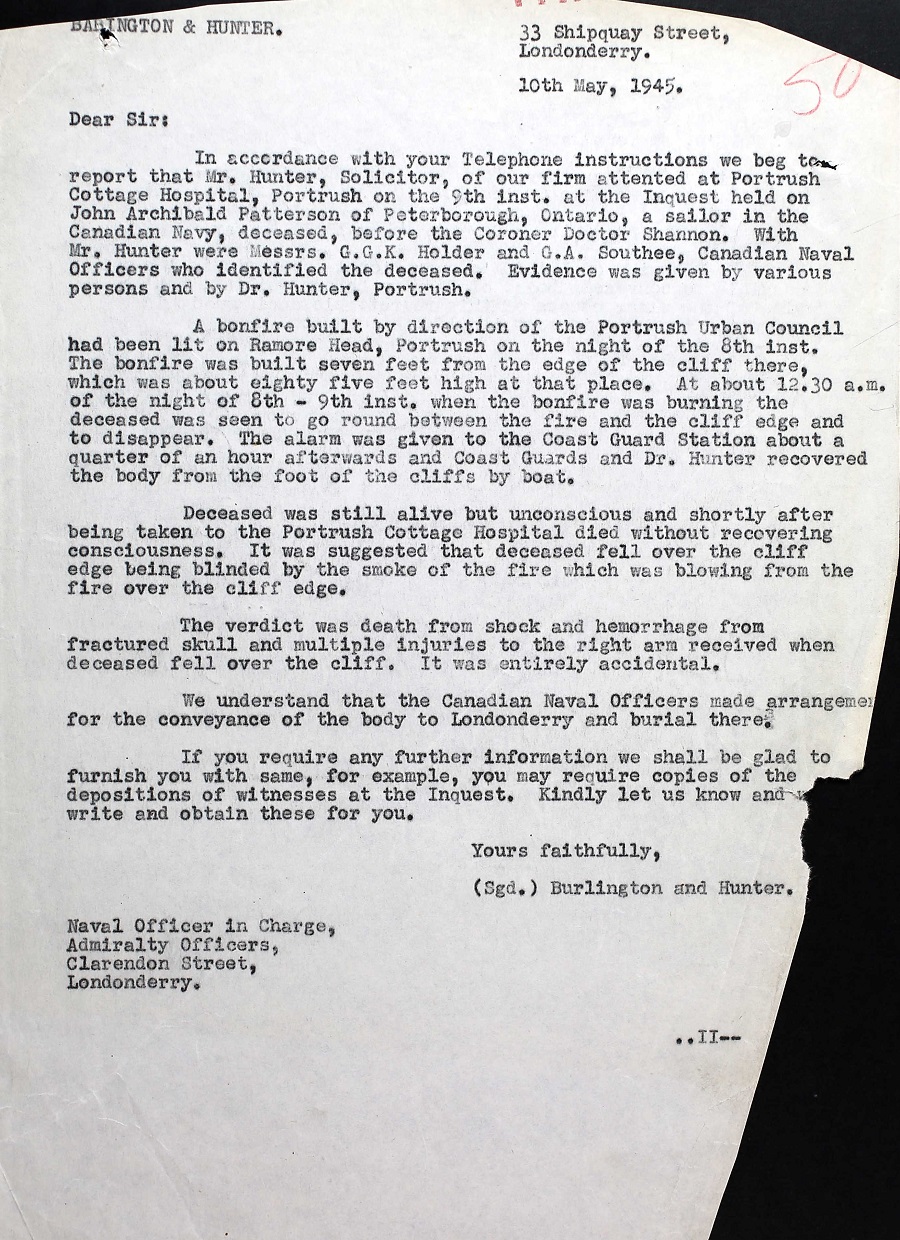 BABINGTON & HUNTER.
33 Shipquay Street,
Londonderry.
10th May, 1945.
50
Dear Sir:
In accordance with your Telephone instructions we beg to
report that Mr. Hunter, Solicitor, of our firm attented at Portrush
Cottage Hospital, Portrush on the 9th inst. at the Inquest held on
John Archibald Patterson of Peterborough, Ontario, a sailor in the
Canadian Navy, deceased, before the Coroner Doctor Shannon. With
Mr. Hunter were Messrs. G.G.K. Holder and G.A. Southee, Canadian Naval
Officers who identified the deceased. Evidence was given by various
persons and by Dr. Hunter, Portrush.
A bonfire built by direction of the Portrush Urban Council
had been lit on Ramore Head, Portrush on the night of the 8th inst.
The bonfire was built seven feet from the edge of the cliff there,
which was about eighty five feet high at that place. At about 12.30 a.m.
of the night of 8th - 9th inst. when the bonfire was burning the
deceased was seen to go round between the fire and the cliff edge and
to disappear. The alarm was given to the Coast Guard Station about a
quarter of an hour afterwards and Coast Guards and Dr. Hunter recovered
the body from the foot of the cliffs by boat.
Deceased was still alive but unconscious and shortly after
being taken to the Portrush Cottage Hospital died without recovering
consciousness. It was suggested that deceased fell over the cliff
edge being blinded by the smoke of the fire which was blowing from the
fire over the cliff edge.
The verdict was death from shock and hemorrhage from
fractured skull and multiple injuries to the right arm received when
deceased fell over the cliff. It was entirely accidental.
We understand that the Canadian Naval Officers made arrangemen
for the conveyance of the body to Londonderry and burial there.
If you require any further information we shall be glad to
furnish you with same, for example, you may require copies of the
depositions of witnesses at the Inquest. Kindly let us know and
write and obtain these for you.
Yours faithfully,
(Sgd.) Burlington and Hunter.
Naval Officer in Charge,
Admiralty Officers,
Clarendon Street,
Londonderry.
..II--